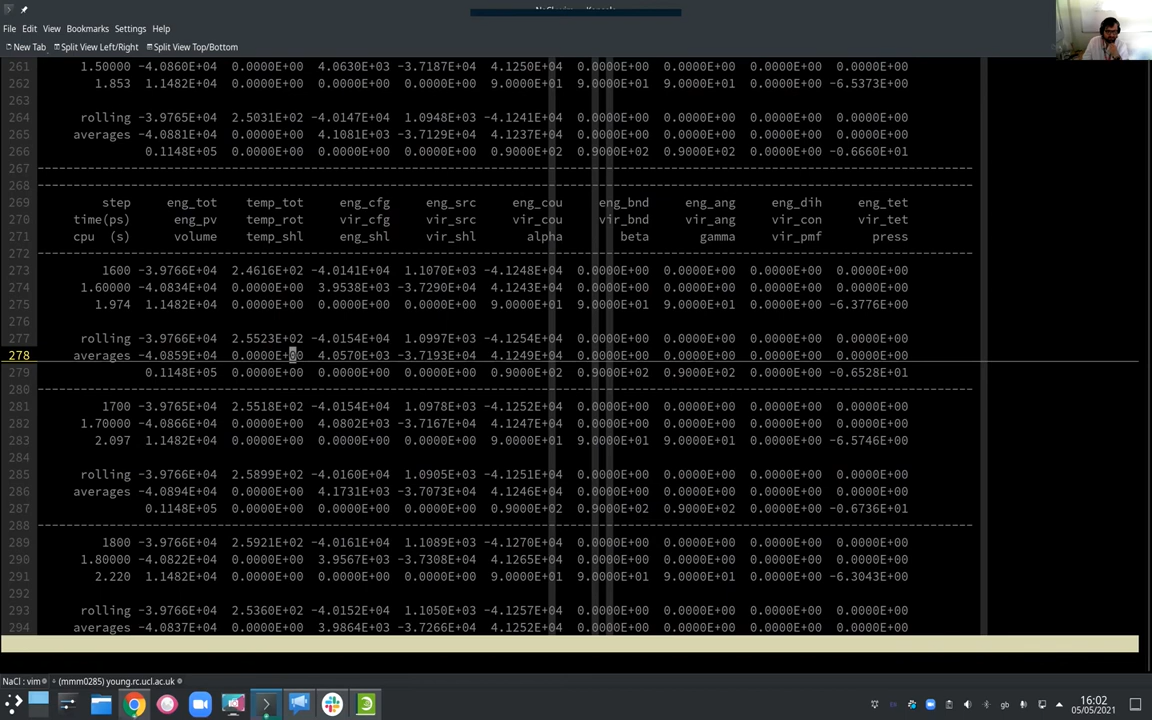 File Edit View Bookmarks Settings Help
New Tab Split View Left/Right Split View Top/Bottom
261 1.50000 -4.0860E+04 0.0000E+00 4.0630E+03 -3.7187E+04 4.1250E+04 0.0000E+00 0.0000E+00 0.0000E+00 0.0000E+00
262 1.853 1.1482E+04 0.0000E+00 0.0000E+00 0.0000E+00 9.0000E+01 9.0000E+01 9.0000E+01 0.0000E+00 -6.5373E+00
263
264 rolling -3.9765E+04 2.5031E+02 -4.0147E+04 1.0948E+03 -4.1241E+04 0.0000E+00 0.0000E+00 0.0000E+00 0.0000E+00
265 averages -4.0881E+04 0.0000E+00 4.1081E+03 -3.7129E+04 4.1237E+04 0.0000E+00 0.0000E+00 0.0000E+00 0.0000E+00
266 0.1148E+05 0.0000E+00 0.0000E+00 0.0000E+00 0.9000E+02 0.9000E+02 0.9000E+02 0.0000E+00 -0.6660E+01
267 --------------------------------------------------------------------------------------------------------------------------------------
268 --------------------------------------------------------------------------------------------------------------------------------------
269 step eng_tot temp_tot eng_cfg eng_src eng_cou eng_bnd eng_ang eng_dih eng_tet
270 time(ps) eng_pv temp_rot vir_cfg vir_src vir_cou vir_bnd vir_ang vir_con vir_tet
271 cpu (s) volume temp_shl eng_shl vir_shl alpha beta gamma vir_pmf press
272 --------------------------------------------------------------------------------------------------------------------------------------
273 1600 -3.9766E+04 2.4616E+02 -4.0141E+04 1.1070E+03 -4.1248E+04 0.0000E+00 0.0000E+00 0.0000E+00 0.0000E+00
274 1.60000 -4.0834E+04 0.0000E+00 3.9538E+03 -3.7290E+04 4.1243E+04 0.0000E+00 0.0000E+00 0.0000E+00 0.0000E+00
275 1.974 1.1482E+04 0.0000E+00 0.0000E+00 0.0000E+00 9.0000E+01 9.0000E+01 9.0000E+01 0.0000E+00 -6.3776E+00
276
277 rolling -3.9766E+04 2.5523E+02 -4.0154E+04 1.0997E+03 -4.1254E+04 0.0000E+00 0.0000E+00 0.0000E+00 0.0000E+00
278 averages -4.0859E+04 0.0000E+00 4.0570E+03 -3.7193E+04 4.1249E+04 0.0000E+00 0.0000E+00 0.0000E+00 0.0000E+00
279 0.1148E+05 0.0000E+00 0.0000E+00 0.0000E+00 0.9000E+02 0.9000E+02 0.9000E+02 0.0000E+00 -0.6528E+01
280 --------------------------------------------------------------------------------------------------------------------------------------
281 1700 -3.9765E+04 2.5518E+02 -4.0154E+04 1.0978E+03 -4.1252E+04 0.0000E+00 0.0000E+00 0.0000E+00 0.0000E+00
282 1.70000 -4.0866E+04 0.0000E+00 4.0802E+03 -3.7167E+04 4.1247E+04 0.0000E+00 0.0000E+00 0.0000E+00 0.0000E+00
283 2.097 1.1482E+04 0.0000E+00 0.0000E+00 0.0000E+00 9.0000E+01 9.0000E+01 9.0000E+01 0.0000E+00 -6.5746E+00
284
285 rolling -3.9766E+04 2.5899E+02 -4.0160E+04 1.0905E+03 -4.1251E+04 0.0000E+00 0.0000E+00 0.0000E+00 0.0000E+00
286 averages -4.0894E+04 0.0000E+00 4.1731E+03 -3.7073E+04 4.1246E+04 0.0000E+00 0.0000E+00 0.0000E+00 0.0000E+00
287 0.1148E+05 0.0000E+00 0.0000E+00 0.0000E+00 0.9000E+02 0.9000E+02 0.9000E+02 0.0000E+00 -0.6736E+01
288 --------------------------------------------------------------------------------------------------------------------------------------
289 1800 -3.9766E+04 2.5921E+02 -4.0161E+04 1.1089E+03 -4.1270E+04 0.0000E+00 0.0000E+00 0.0000E+00 0.0000E+00
290 1.80000 -4.0822E+04 0.0000E+00 3.9567E+03 -3.7308E+04 4.1265E+04 0.0000E+00 0.0000E+00 0.0000E+00 0.0000E+00
291 2.220 1.1482E+04 0.0000E+00 0.0000E+00 0.0000E+00 9.0000E+01 9.0000E+01 9.0000E+01 0.0000E+00 -6.3043E+00
292
293 rolling -3.9766E+04 2.5360E+02 -4.0152E+04 1.1050E+03 -4.1257E+04 0.0000E+00 0.0000E+00 0.0000E+00 0.0000E+00
294 averages -4.0837E+04 0.0000E+00 3.9864E+03 -3.7266E+04 4.1252E+04 0.0000E+00 0.0000E+00 0.0000E+00 0.0000E+00
NaCl : vim (mmm0285) young.rc.ucl.ac.uk
gb
16:02
05/05/2021